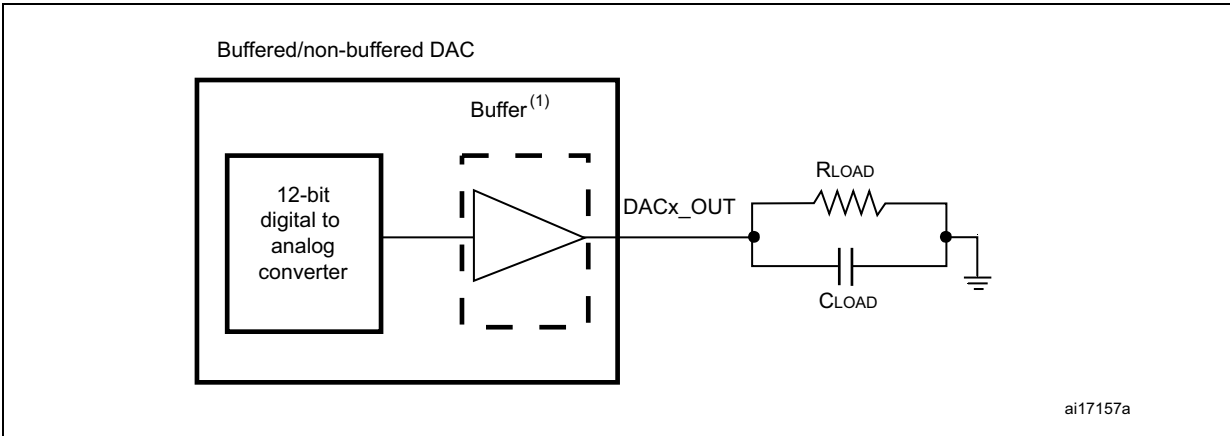 Buffered/non-buffered DAC
Buffer(1)
12-bit
digital to
analog
converter
DACx_OUT
RLOAD
CLOAD
ai17157a